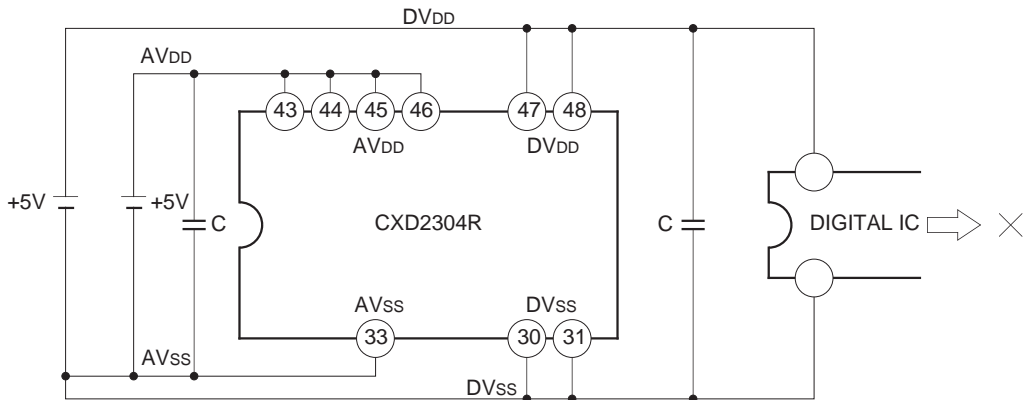 DVDD
AVDD
43 44 45 46 47 48
AVDD DVDD
+5V +5V C CXD2304R C DIGITAL IC
AVSS DVSS
33 30 31
AVSS
DVSS